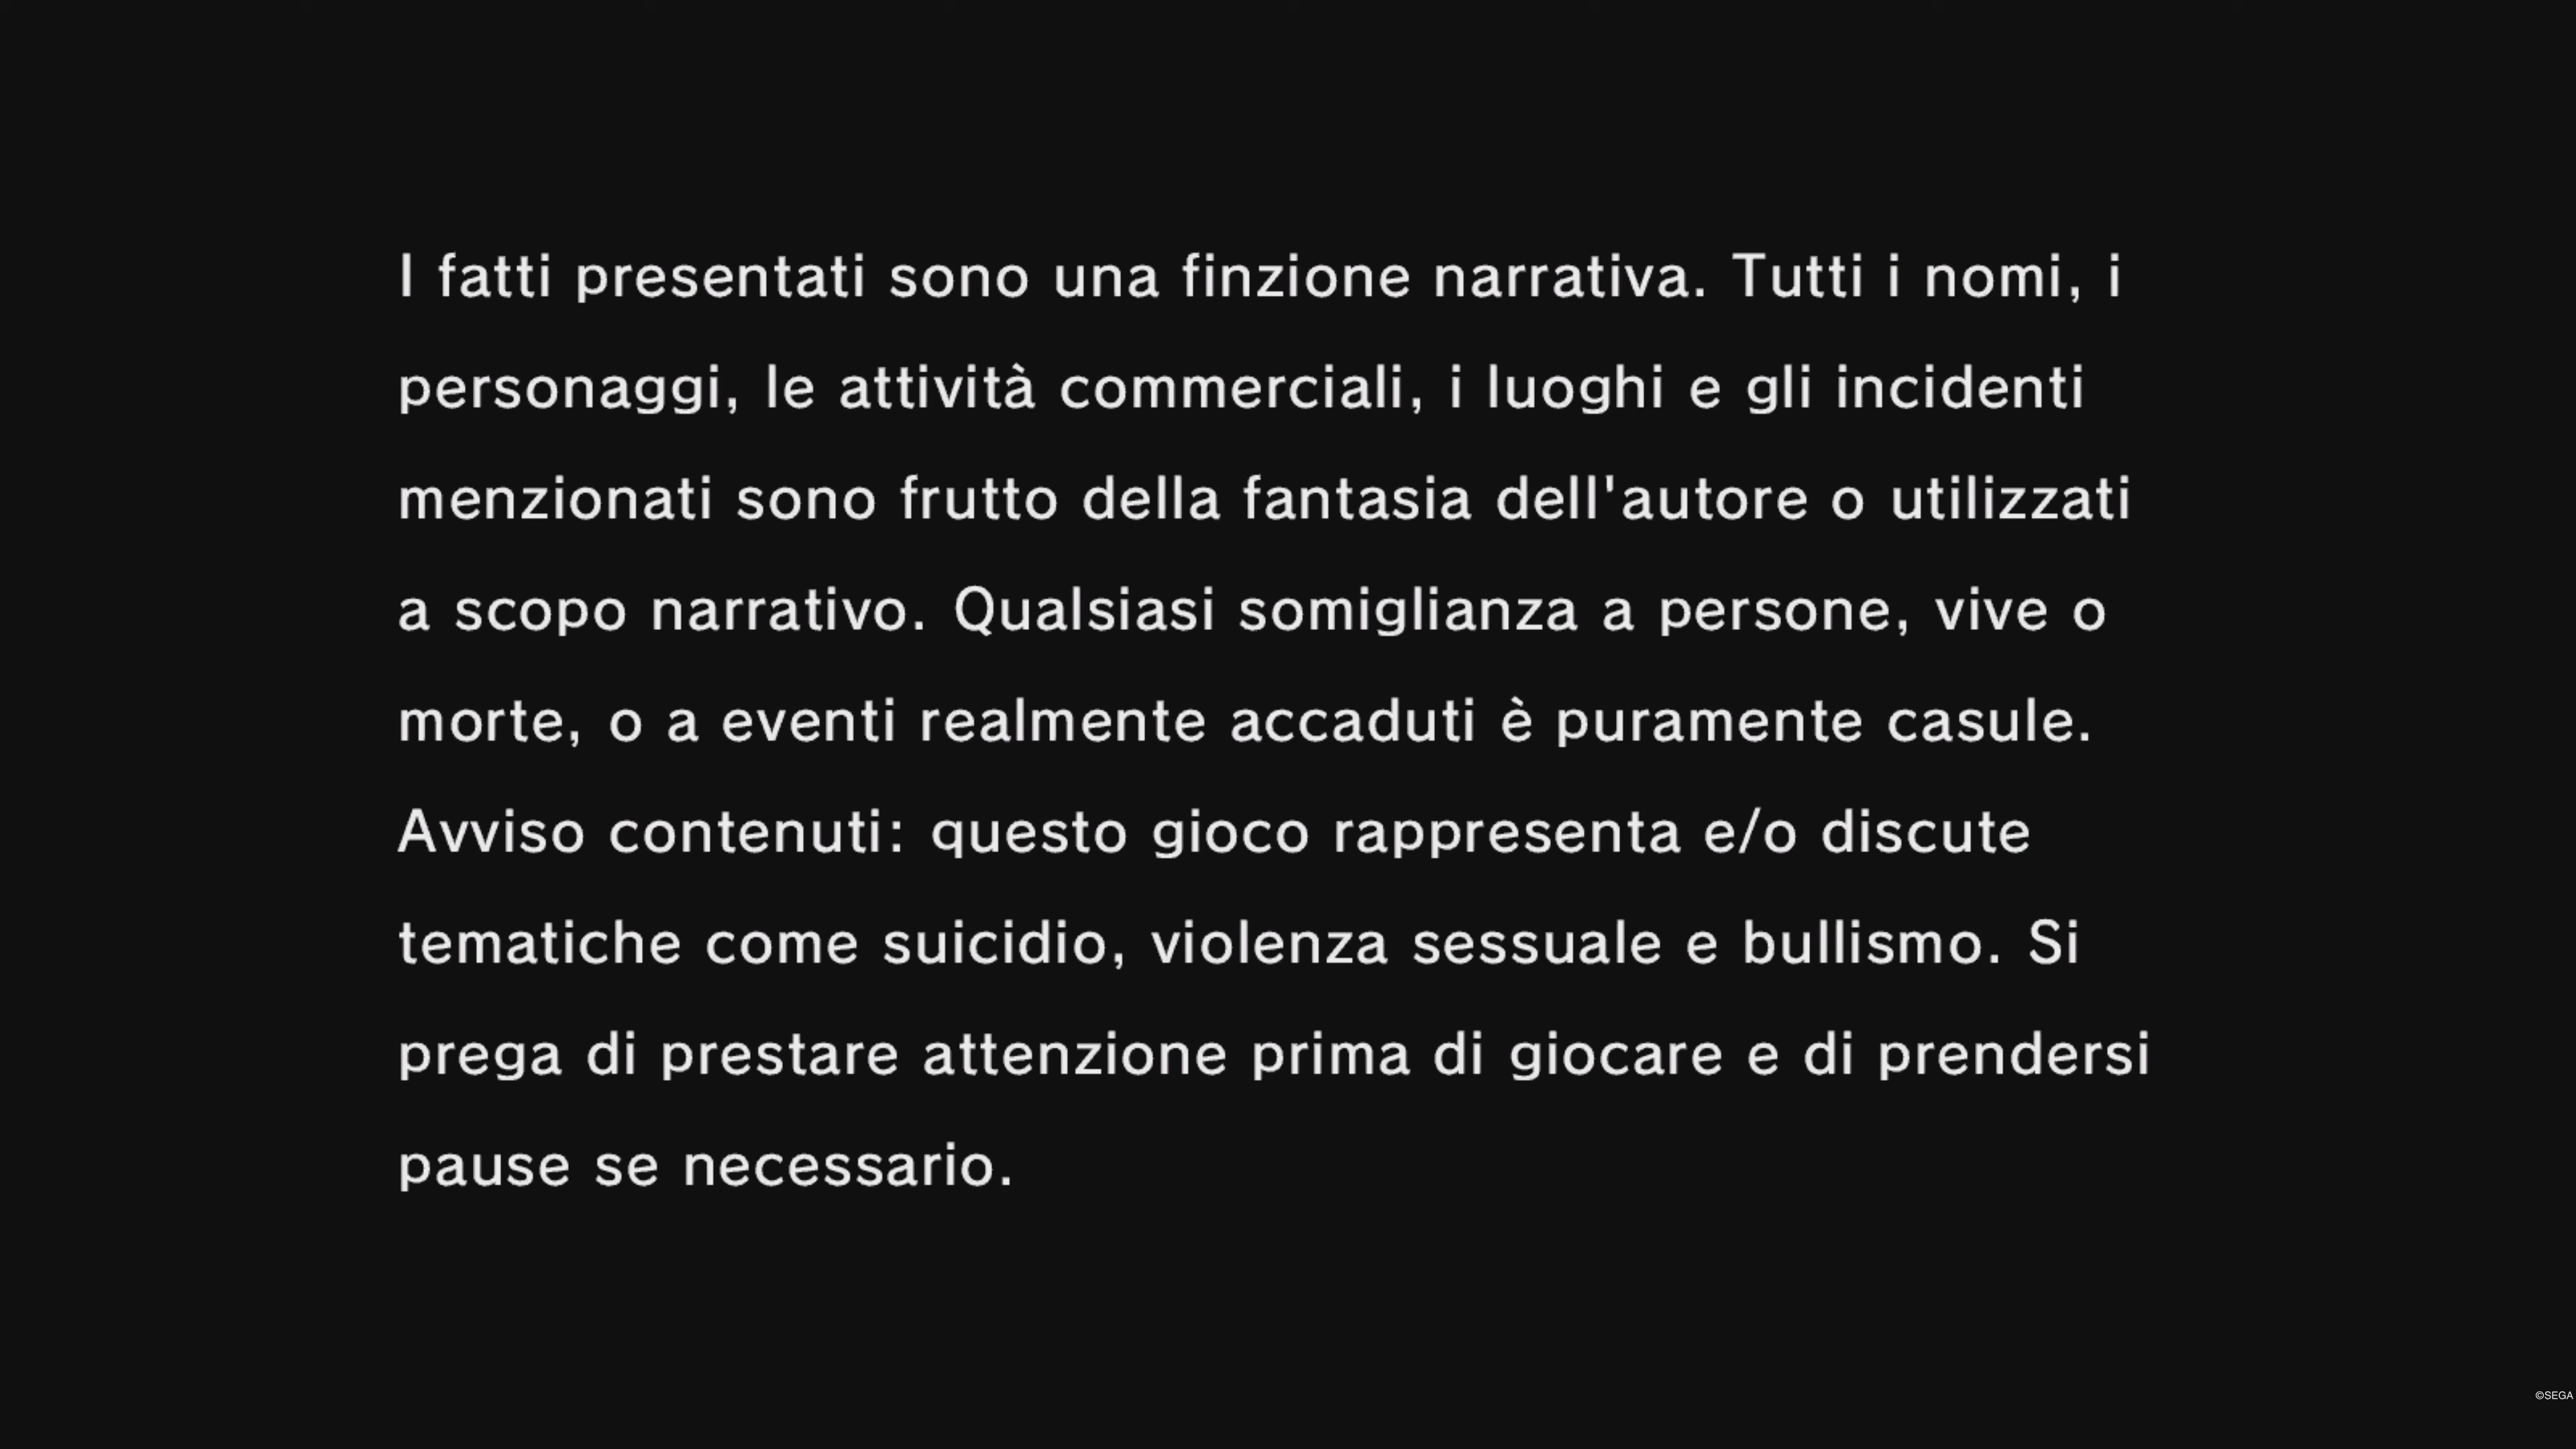 I fatti presentati sono una finzione narrativa. Tutti i nomi, i
personaggi, le attività commerciali, i luoghi e gli incidenti
menzionati sono frutto della fantasia dell'autore o utilizzati
a scopo narrativo. Qualsiasi somiglianza a persone, vive o
morte, o a eventi realmente accaduti è puramente casule.
Avviso contenuti: questo gioco rappresenta e/o discute
tematiche come suicidio, violenza sessuale e bullismo. Si
prega di prestare attenzione prima di giocare e di prendersi
pause se necessario.
©SEGA